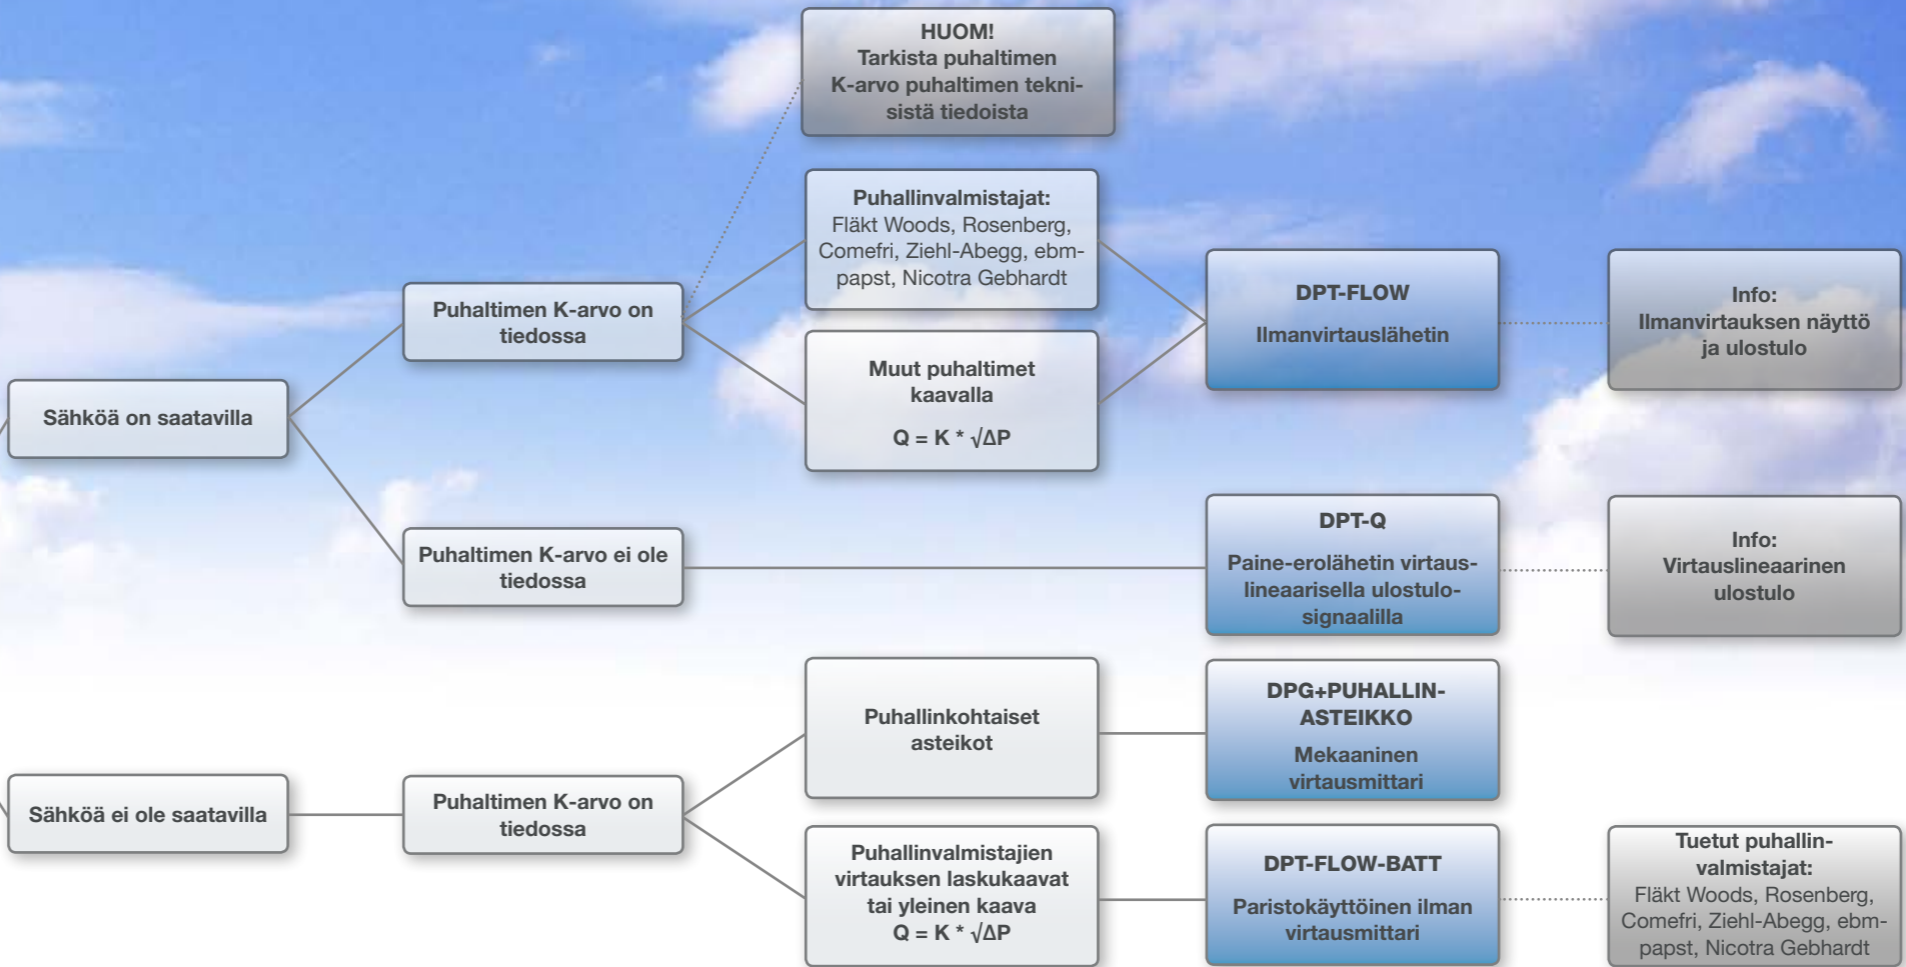 HUOM!
Tarkista puhaltimen
K-arvo puhaltimen tekni-
sistä tiedoista
Puhallinvalmistajat:
Fläkt Woods, Rosenberg,
Comefri, Ziehl-Abegg, ebm-
papst, Nicotra Gebhardt
Puhaltimen K-arvo on
tiedossa
DPT-FLOW
Ilmanvirtauslähetin
Info:
Ilmanvirtauksen näyttö
ja ulostulo
Muut puhaltimet
kaavalla
Q = K * √ΔP
Sähköä on saatavilla
Puhaltimen K-arvo ei ole
tiedossa
DPT-Q
Paine-erolähetin virtaus-
lineaarisella ulostulo-
signaalilla
Info:
Virtauslineaarinen
ulostulo
Puhallinkohtaiset
asteikot
DPG+PUHALLIN-
ASTEIKKO
Mekaaninen
virtausmittari
Sähköä ei ole saatavilla
Puhaltimen K-arvo on
tiedossa
Puhallinvalmistajien
virtauksen laskukaavat
tai yleinen kaava
Q = K * √ΔP
DPT-FLOW-BATT
Paristokäyttöinen ilman
virtausmittari
Tuetut puhallin-
valmistajat:
Fläkt Woods, Rosenberg,
Comefri, Ziehl-Abegg, ebm-
papst, Nicotra Gebhardt